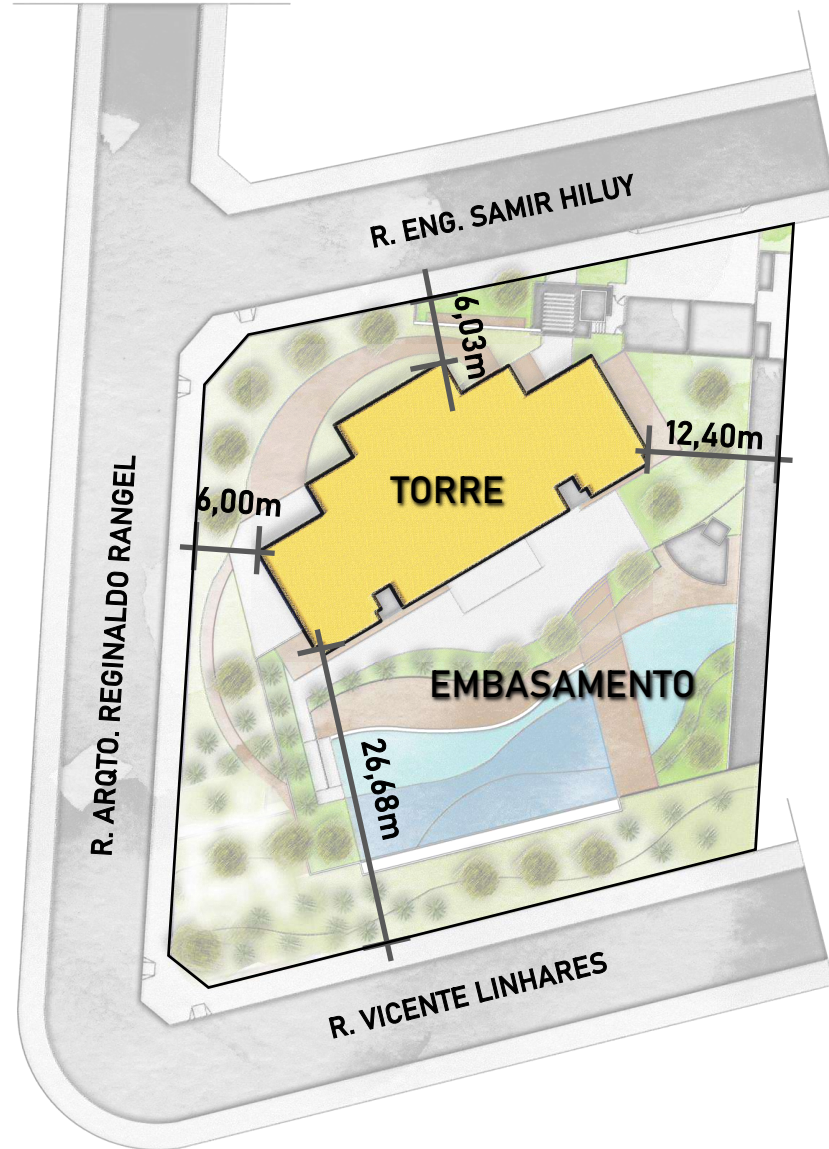 R. ENG. SAMIR HILUY
6,03m
12,40m
TORRE
6,00m
R. ARQTO. REGINALDO RANGEL
EMBASAMENTO
26,68m
R. VICENTE LINHARES